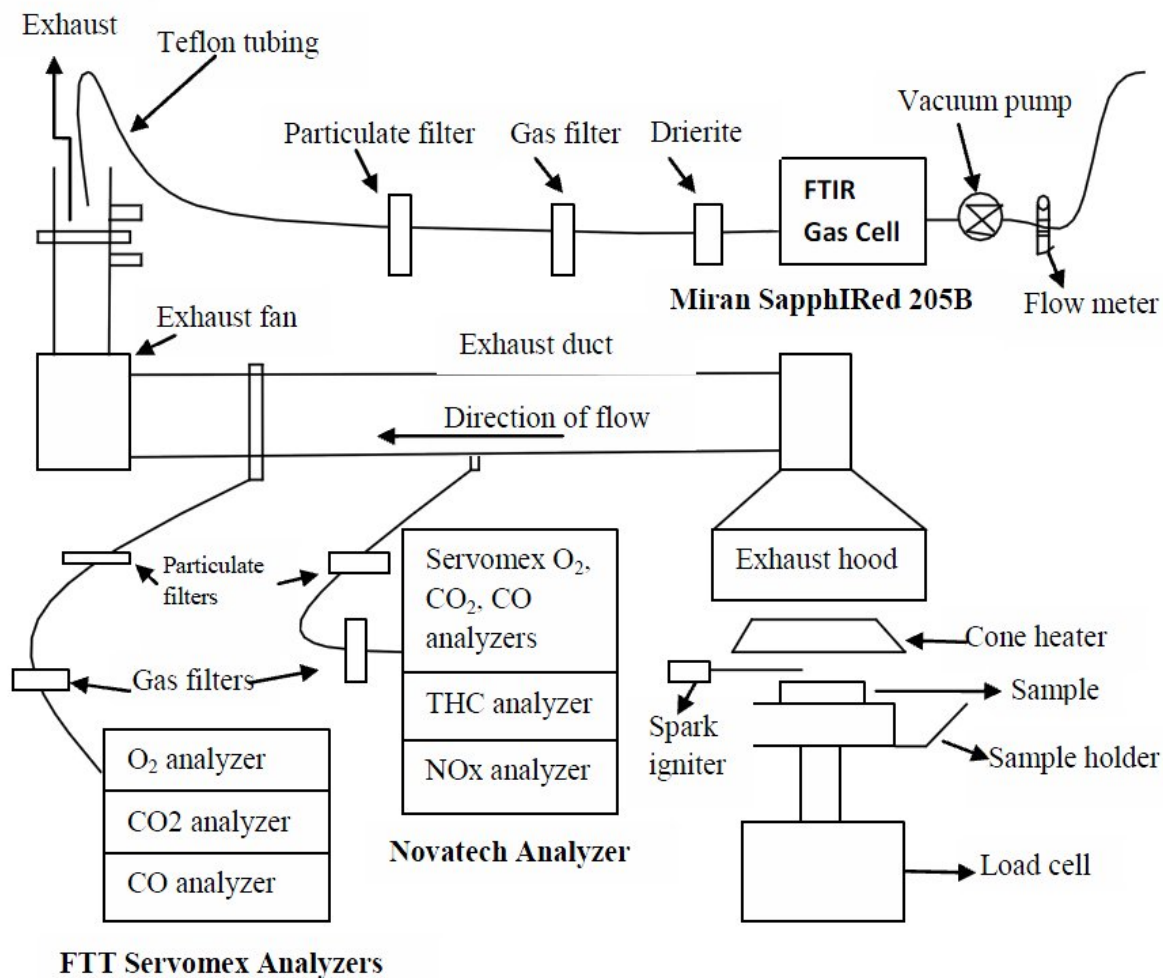 Exhaust
Teflon tubing
Vacuum pump
Particulate filter
Gas filter
Drierite
FTIR
Gas Cell
Miran SapphIRed 205B
Flow meter
Exhaust fan
Exhaust duct
Direction of flow
Particulate
filters
Servomex O₂,
CO₂, CO
analyzers
Exhaust hood
Cone heater
Gas filters
THC analyzer
Sample
Spark
igniter
Sample holder
O₂ analyzer
NOx analyzer
CO2 analyzer
Novatech Analyzer
CO analyzer
Load cell
FTT Servomex Analyzers